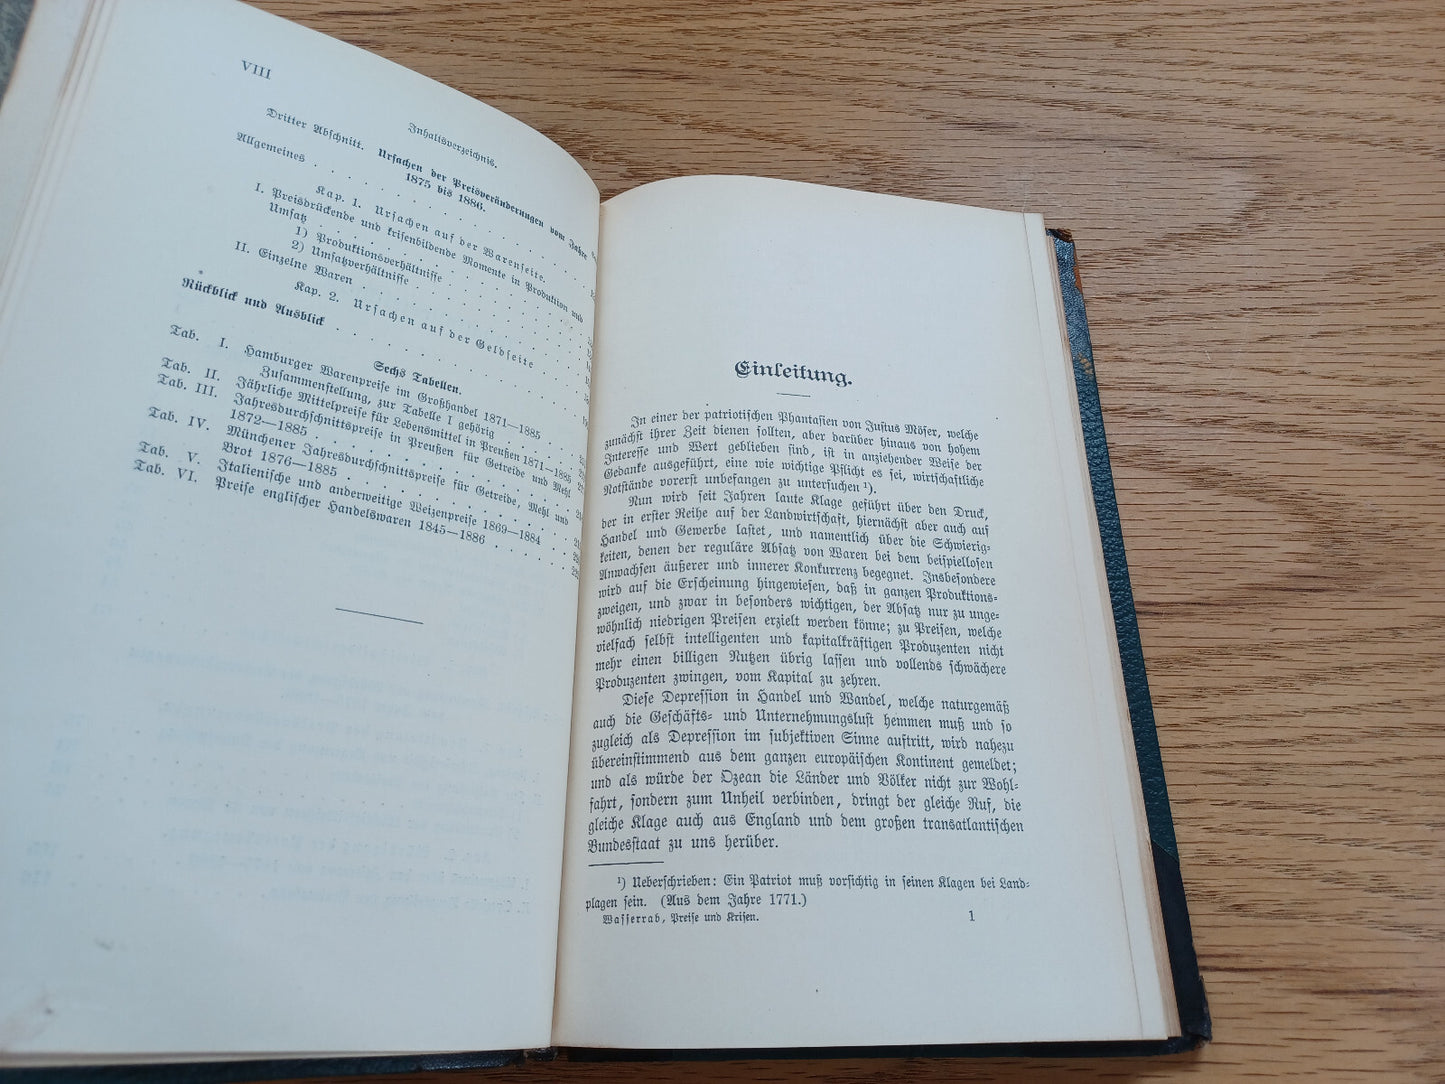 VIII
Inhaltsverzeichnis.
Dritter Abschnitt. Ursachen der Preisveränderungen vom Jahre
1875 bis 1886.
Allgemeines
Kap. 1. Ursachen auf der Warenseite.
I. Preisdrückende und krisenbildende Momente in Produktion und
Umsatz
1) Produktionsverhältnisse
2) Umsatzverhältnisse
II. Einzelne Waren
Kap. 2. Ursachen auf der Geldseite
Rückblick und Ausblick
Sechs Tabellen.
Tab. I. Hamburger Warenpreise im Großhandel 1871—1885
Tab. II. Zusammenstellung, zur Tabelle I gehörig
Tab. III. Jährliche Mittelpreise für Lebensmittel in Preußen 1871—1885
Tab. IV. Jahresdurchschnittspreise in Preußen für Getreide und Mehl
1872—1885
Tab. V. Münchener Jahresdurchschnittspreise für Getreide, Mehl und
Brot 1876—1885
Tab. VI. Italienische und anderweitige Weizenpreise 1869—1884
Preise englischer Handelswaren 1845—1886
Einleitung.
In einer der patriotischen Phantasien von Justus Möser, welche
zunächst ihrer Zeit dienen sollten, aber darüber hinaus von hohem
Interesse und Wert geblieben sind, ist in anziehender Weise der
Gedanke ausgeführt, eine wie wichtige Pflicht es sei, wirtschaftliche
Notstände vorerst unbefangen zu untersuchen ¹).
Nun wird seit Jahren laute Klage geführt über den Druck,
der in erster Reihe auf der Landwirtschaft, hiernächst aber auch auf
Handel und Gewerbe lastet, und namentlich über die Schwierig-
keiten, denen der reguläre Absatz von Waren bei dem beispiellosen
Anwachsen äußerer und innerer Konkurrenz begegnet. Insbesondere
wird auf die Erscheinung hingewiesen, daß in ganzen Produktions-
zweigen, und zwar in besonders wichtigen, der Absatz nur zu unge-
wöhnlich niedrigen Preisen erzielt werden könne; zu Preisen, welche
vielfach selbst intelligenten und kapitalkräftigen Produzenten nicht
mehr einen billigen Nutzen übrig lassen und vollends schwächere
Produzenten zwingen, vom Kapital zu zehren.
Diese Depression in Handel und Wandel, welche naturgemäß
auch die Geschäfts- und Unternehmungslust hemmen muß und so
zugleich als Depression im subjektiven Sinne auftritt, wird nahezu
übereinstimmend aus dem ganzen europäischen Kontinent gemeldet;
und als würde der Ozean die Länder und Völker nicht zur Wohl-
fahrt, sondern zum Unheil verbinden, dringt der gleiche Ruf, die
gleiche Klage auch aus England und dem großen transatlantischen
Bundesstaat zu uns herüber.
¹) Ueberschrieben: Ein Patriot muß vorsichtig in seinen Klagen bei Land-
plagen sein. (Aus dem Jahre 1771.)
Wasserrab, Preise und Krisen. 1